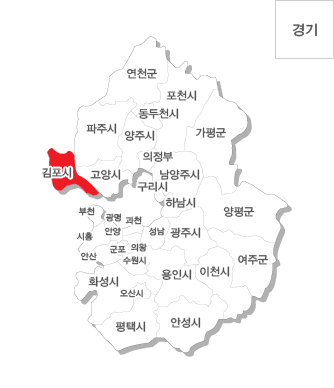 경기
연천군
포천시
동두천시
파주시
양주시
가평군
의정부
김포시
고양시
남양주시
구리시
하남시
부천
광명
과천
양평군
시흥
안양
성남
광주시
군포
의왕
안산
수원시
여주군
용인시
이천시
화성시
오산시
평택시
안성시